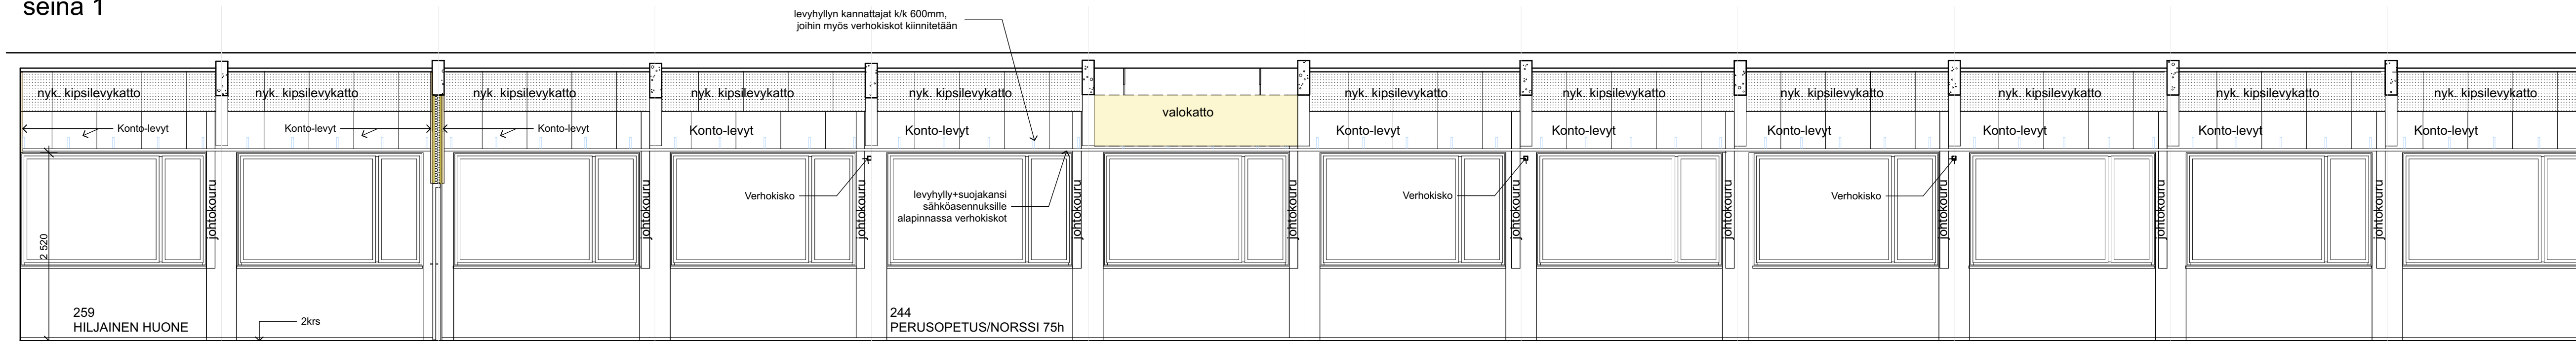 seinä 1
levyhyllyn kannattajat k/k 600mm,
joihin myös verhokiskot kiinnitetään
nyk. kipsilevykatto
nyk. kipsilevykatto
nyk. kipsilevykatto
nyk. kipsilevykatto
nyk. kipsilevykatto
valokatto
nyk. kipsilevykatto
nyk. kipsilevykatto
nyk. kipsilevykatto
nyk. kipsilevykatto
nyk. kipsilevykatto
nyk. kipsilevykatto
Konto-levyt
Konto-levyt
Konto-levyt
Konto-levyt
Konto-levyt
Konto-levyt
Konto-levyt
Konto-levyt
Konto-levyt
Konto-levyt
Konto-levyt
Verhokisko
levyhylly+suojakansi
sähköasennuksille
alapinnassa verhokiskot
Verhokisko
Verhokisko
johtokouru
johtokouru
johtokouru
johtokouru
johtokouru
johtokouru
johtokouru
johtokouru
johtokouru
johtokouru
2 520
259
HILJAINEN HUONE
2krs
244
PERUSOPETUS/NORSSI 75h